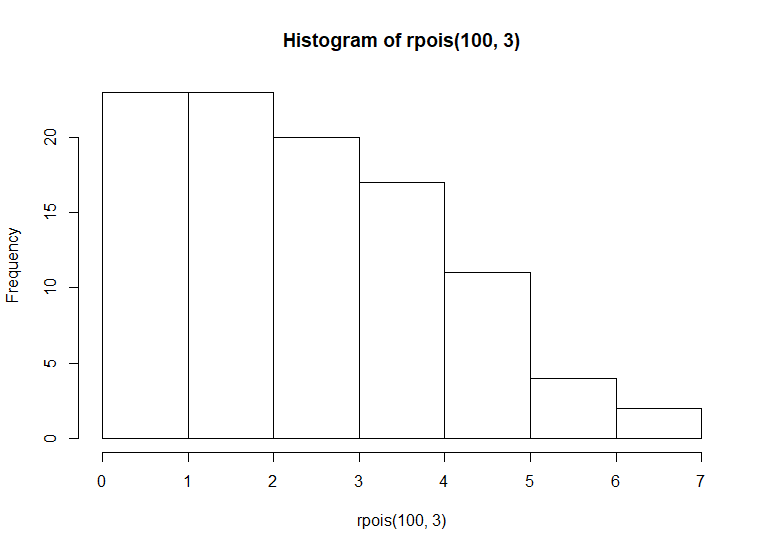 Histogram of rpois(100, 3)
Frequency
20
15
10
5
0
0 1 2 3 4 5 6 7
rpois(100, 3)